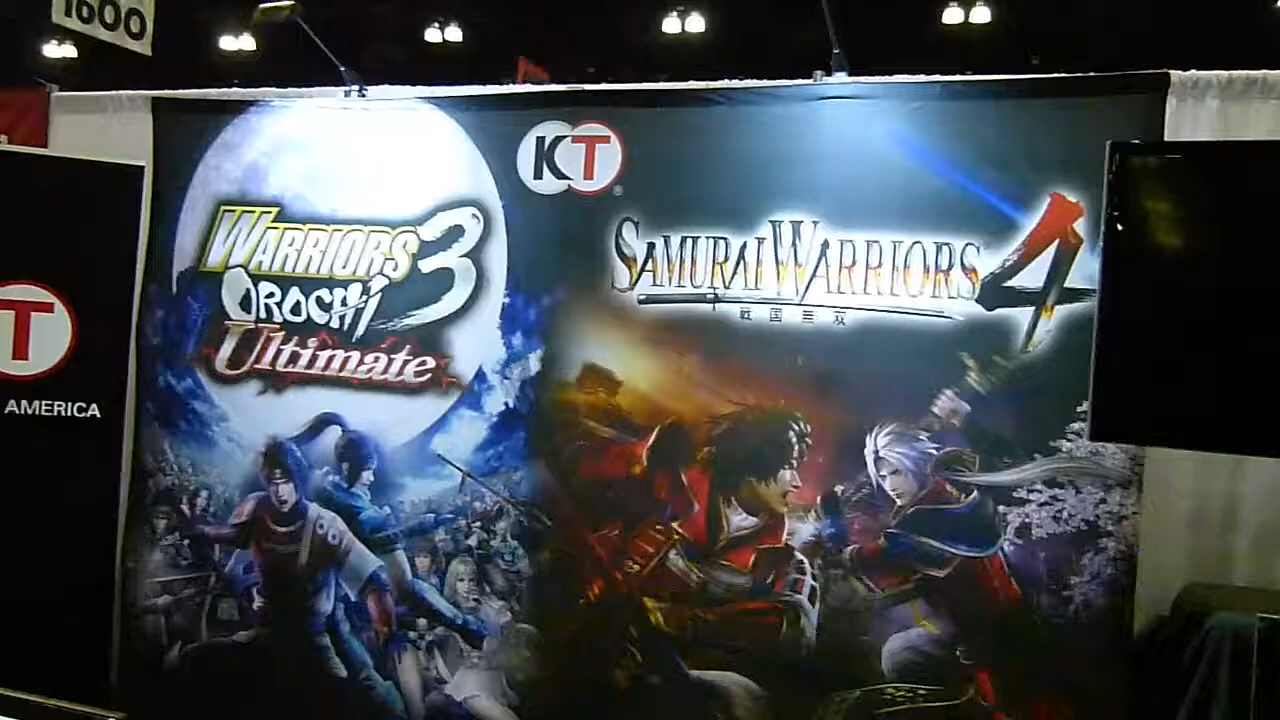 1600
KT
WARRIORS
OROCHI 3
Ultimate
SAMURAI WARRIORS 4
戦国無双
T
AMERICA